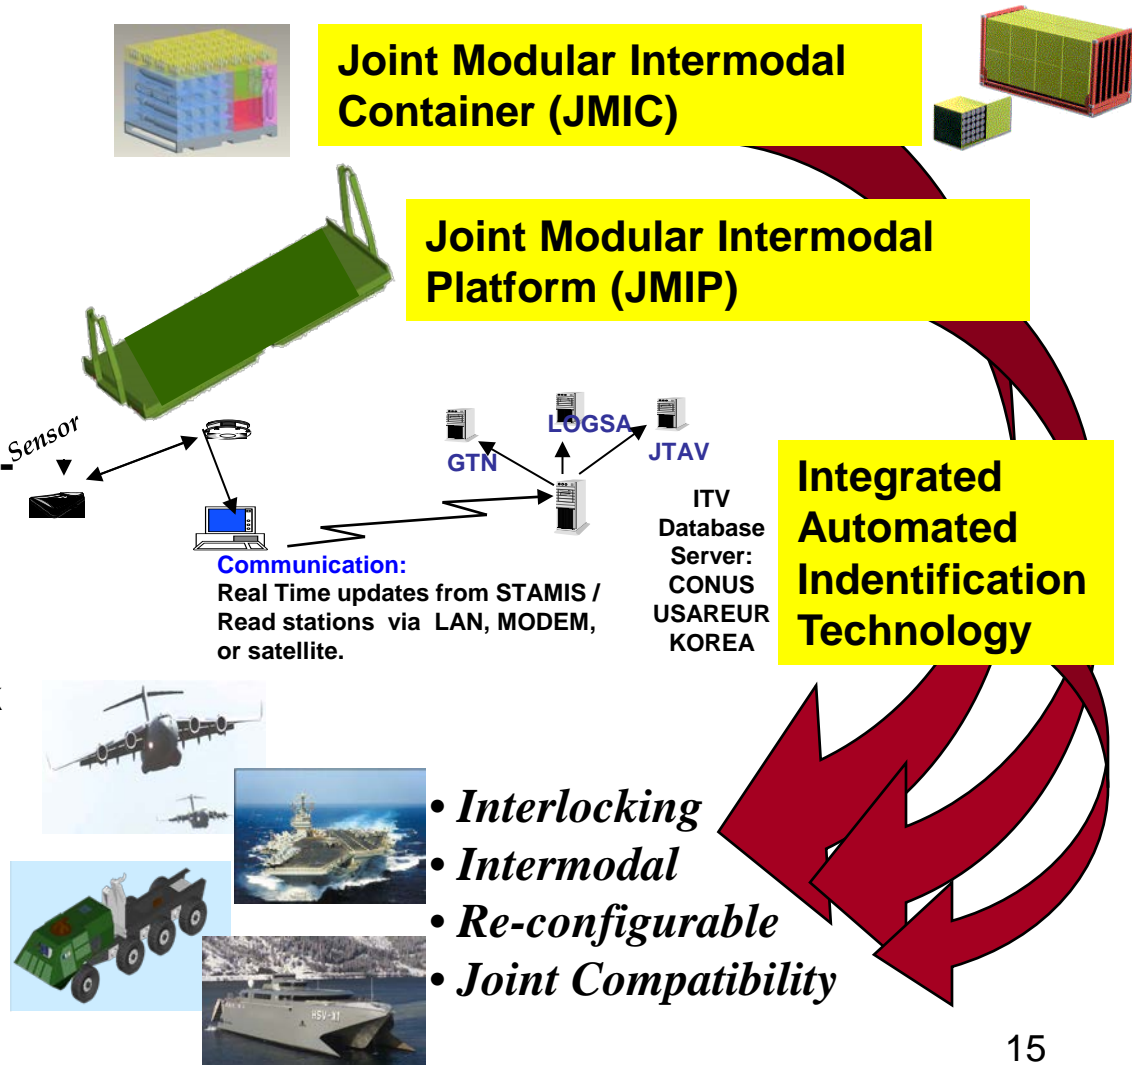 Joint Modular Intermodal
Container (JMIC)
Joint Modular Intermodal
Platform (JMIP)
Sensor
GTN
LOGSA
JTAV
ITV
Database
Server:
CONUS
USAREUR
KOREA
Integrated
Automated
Indentification
Technology
Communication:
Real Time updates from STAMIS /
Read stations via LAN, MODEM,
or satellite.
• Interlocking
• Intermodal
• Re-configurable
• Joint Compatibility
HSV-X1
15